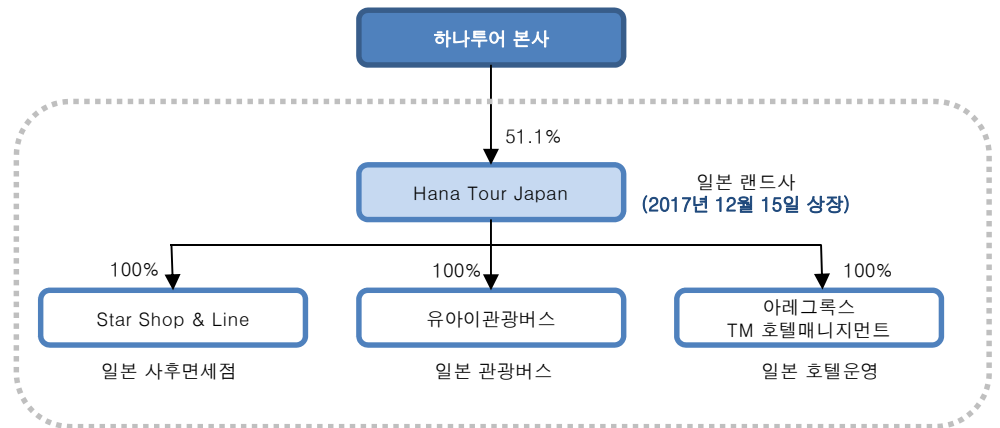 하나투어 본사
51.1%
Hana Tour Japan
일본 랜드사
(2017년 12월 15일 상장)
100%
100%
100%
Star Shop & Line
유아이관광버스
아레그록스
TM 호텔매니지먼트
일본 사후면세점
일본 관광버스
일본 호텔운영